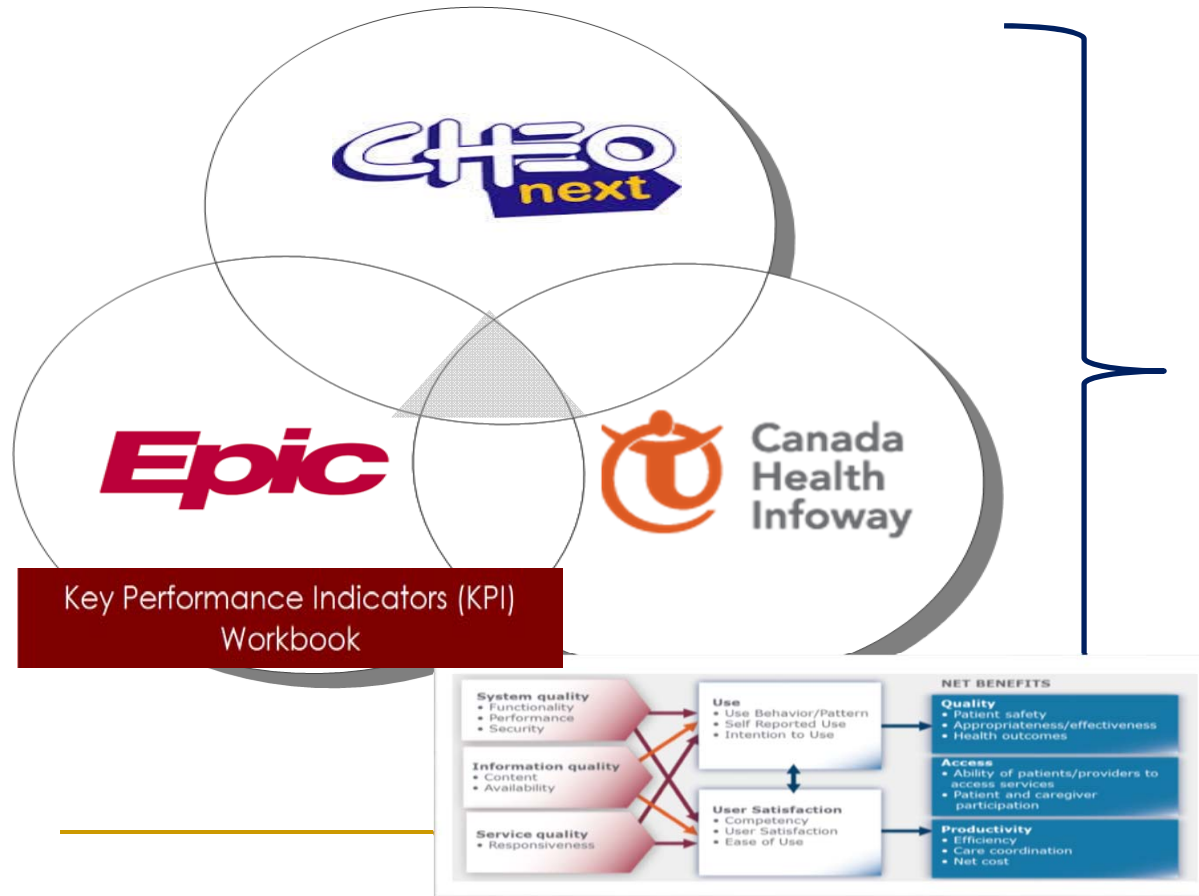 CHEO
next
Epic
Canada
Health
Infoway
Key Performance Indicators (KPI)
Workbook
System quality
• Functionality
• Performance
• Security
Information quality
• Content
• Availability
Service quality
• Responsiveness
Use
• Use Behavior/Pattern
• Self Reported Use
• Intention to Use
User Satisfaction
• Competency
• User Satisfaction
• Ease of Use
NET BENEFITS
Quality
• Patient safety
• Appropriateness/effectiveness
• Health outcomes
Access
• Ability of patients/providers to
access services
• Patient and caregiver
participation
Productivity
• Efficiency
• Care coordination
• Net cost